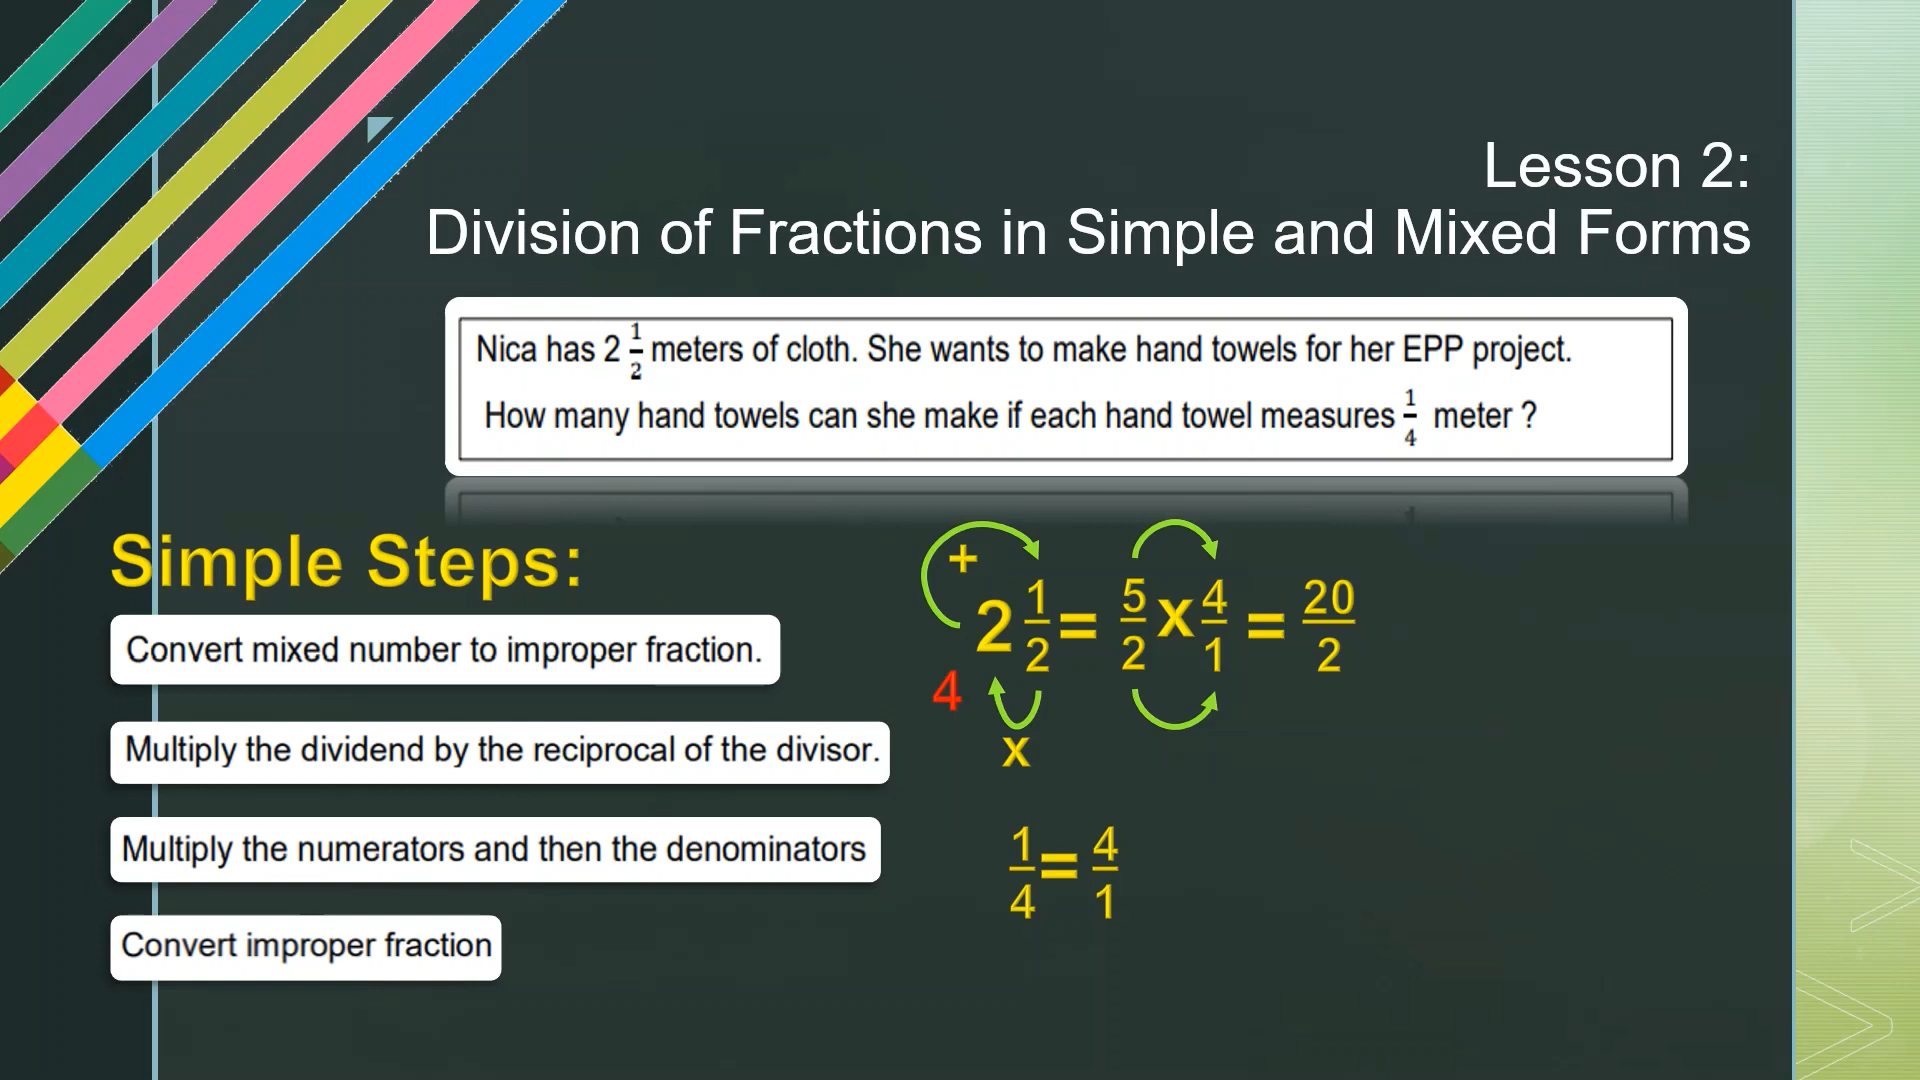 Lesson 2:
Division of Fractions in Simple and Mixed Forms
Nica has 2 1/2 meters of cloth. She wants to make hand towels for her EPP project.
How many hand towels can she make if each hand towel measures 1/4 meter ?
Simple Steps:
Convert mixed number to improper fraction.
Multiply the dividend by the reciprocal of the divisor.
Multiply the numerators and then the denominators
Convert improper fraction
+
2 1/2 = 5/2 x 4/1 = 20/2
4
x
1/4 = 4/1